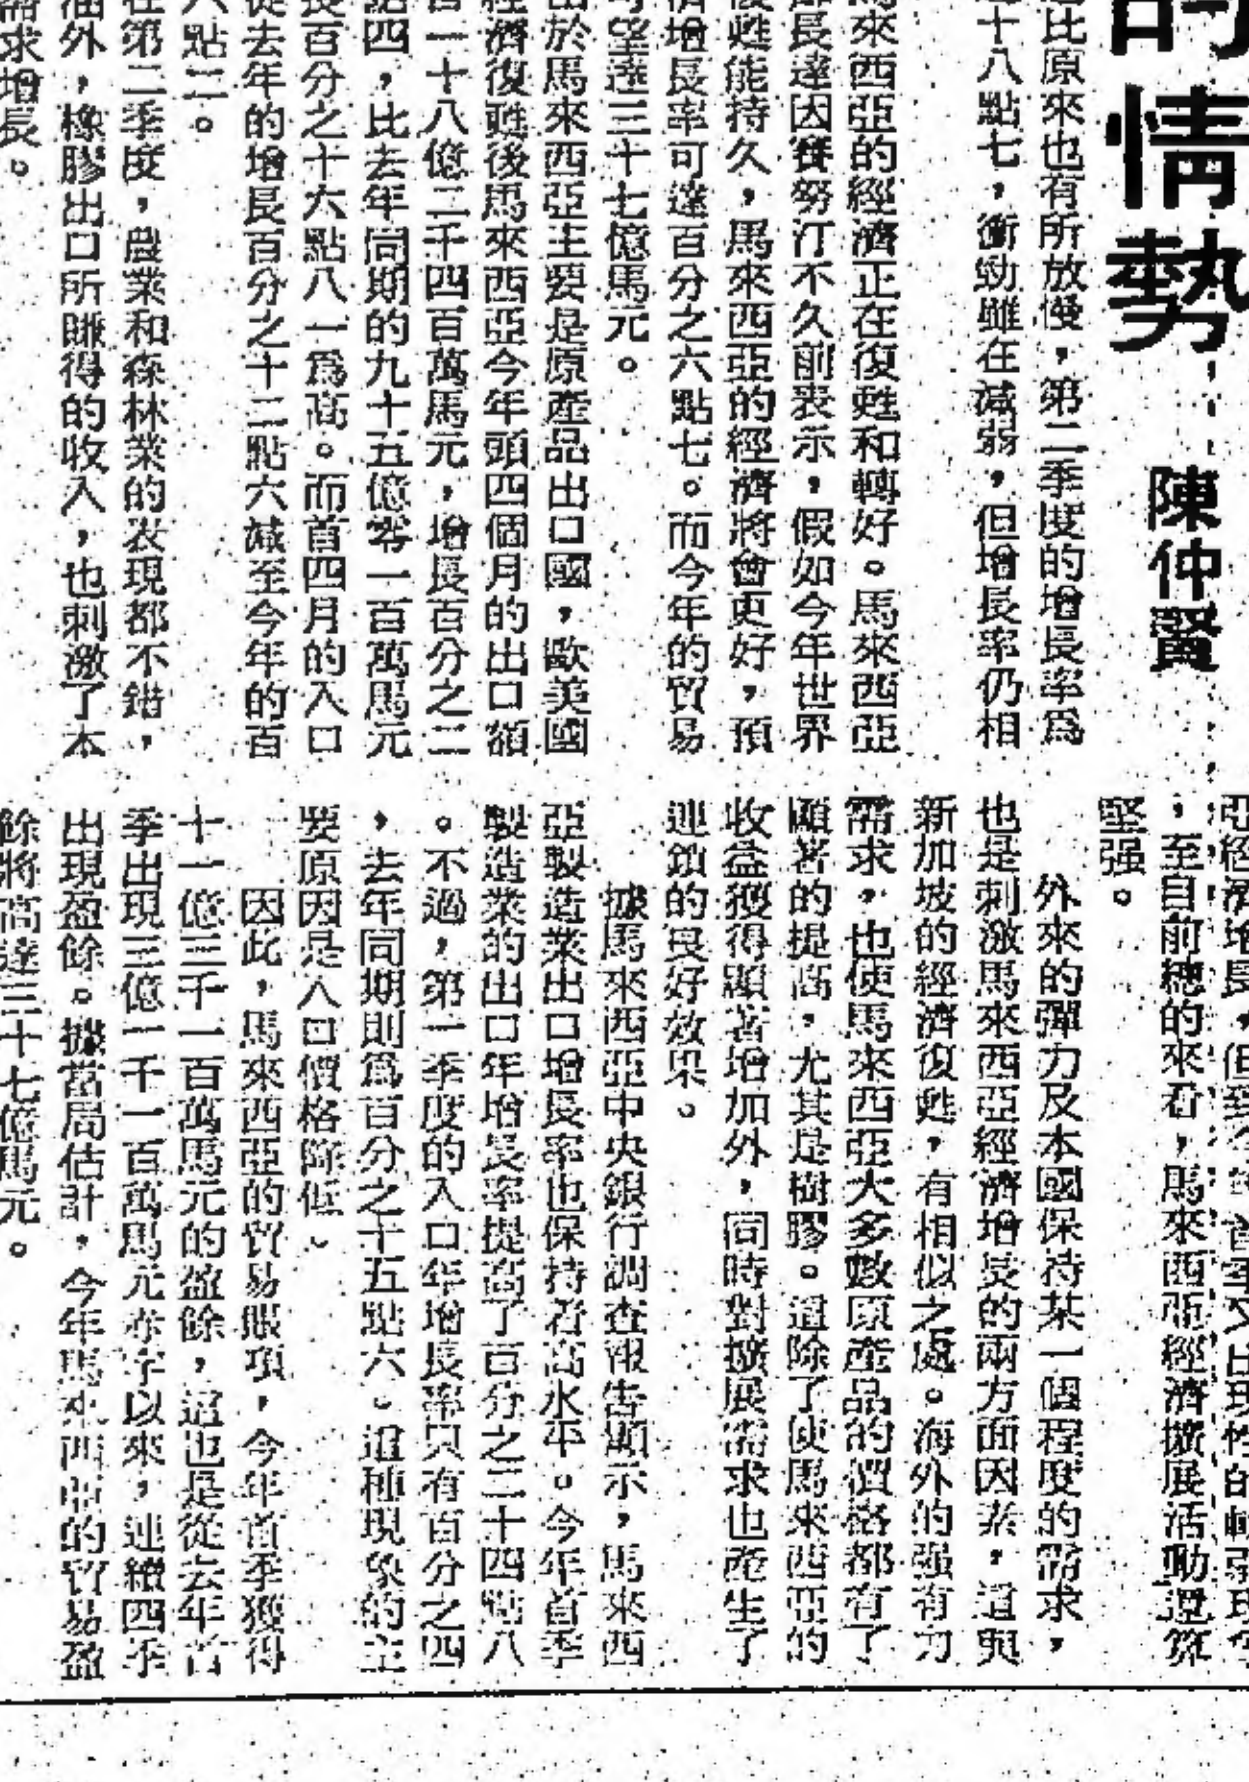 的情勢
陳仲賢
比原來也有所放慢，第二季度的增長率爲
十八點七，衝勁雖在減弱，但增長率仍相
馬來西亞的經濟正在復甦和轉好。馬來西亞
部長達因賽努汀不久前表示，假如今年世界
復甦能持久，馬來西亞的經濟將會更好，預
濟增長率可達百分之六點七。而今年的貿易
可望達三十七億馬元。
由於馬來西亞主要是原產品出口國，歐美國
經濟復甦後馬來西亞今年頭四個月的出口額
百一十八億二千四百萬馬元，增長百分之二
點四，比去年同期的九十五億零一百萬馬元
長百分之十六點八一爲高。而首四月的入口
從去年的增長百分之十二點六減至今年的百
六點二。
在第二季度，農業和森林業的表現都不錯，
油外，橡膠出口所賺得的收入，也刺激了本
需求增長。
亞經濟增長，但到今年首季又出現性的轉弱現
，至自前總的來看，馬來西亞經濟擴展活動還算
堅强。
外來的彈力及本國保持某一個程度的需求，
也是刺激馬來西亞經濟增長的兩方面因素，這與
新加坡的經濟復甦，有相似之處。海外的强有力
需求，也使馬來西亞大多數原產品的價格都有了
顯著的提高，尤其是樹膠。這除了使馬來西亞的
收益獲得顯著增加外，同時對擴展需求也產生了
連鎖的良好效果。
據馬來西亞中央銀行調查報告顯示，馬來西
亞製造業出口增長率也保持着高水平。今年首季
製造業的出口年增長率提高了百分之二十四點八
。不過，第一季度的入口年增長率只有百分之四
，去年同期則爲百分之十五點六。這種現象的主
要原因是入口價格降低。
因此，馬來西亞的貿易賬項，今年首季獲得
十一億三千一百萬馬元的盈餘，這也是從去年首
季出現三億一千一百萬馬元赤字以來，連續四季
出現盈餘。據當局估計，今年馬來西亞的貿易盈
餘將高達三十七億馬元。